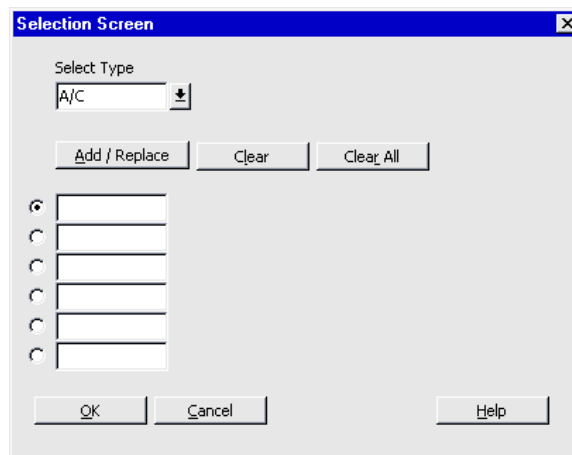 Selection Screen
Select Type
A/C
Add / Replace Clear Clear All
OK Cancel Help